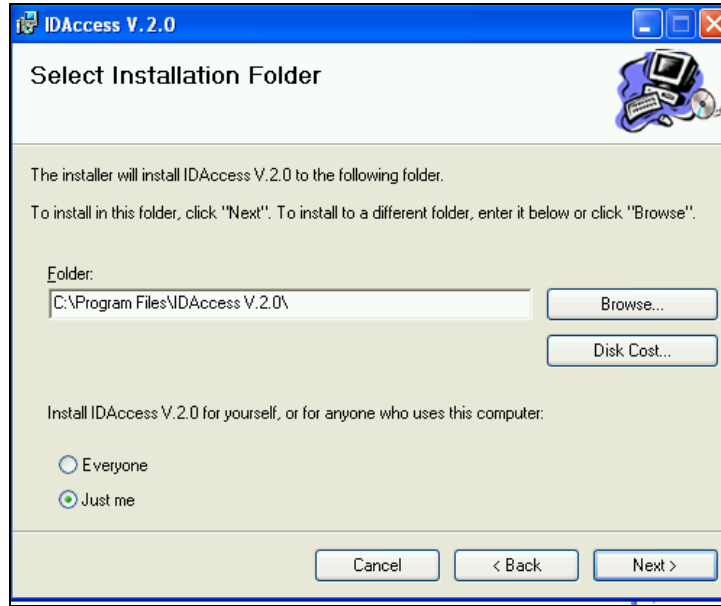 IDAccess V.2.0
Select Installation Folder
The installer will install IDAccess V.2.0 to the following folder.
To install in this folder, click "Next". To install to a different folder, enter it below or click "Browse".
Folder:
C:\Program Files\IDAccess V.2.0\
Browse...
Disk Cost...
Install IDAccess V.2.0 for yourself, or for anyone who uses this computer:
Everyone
Just me
Cancel
< Back
Next >